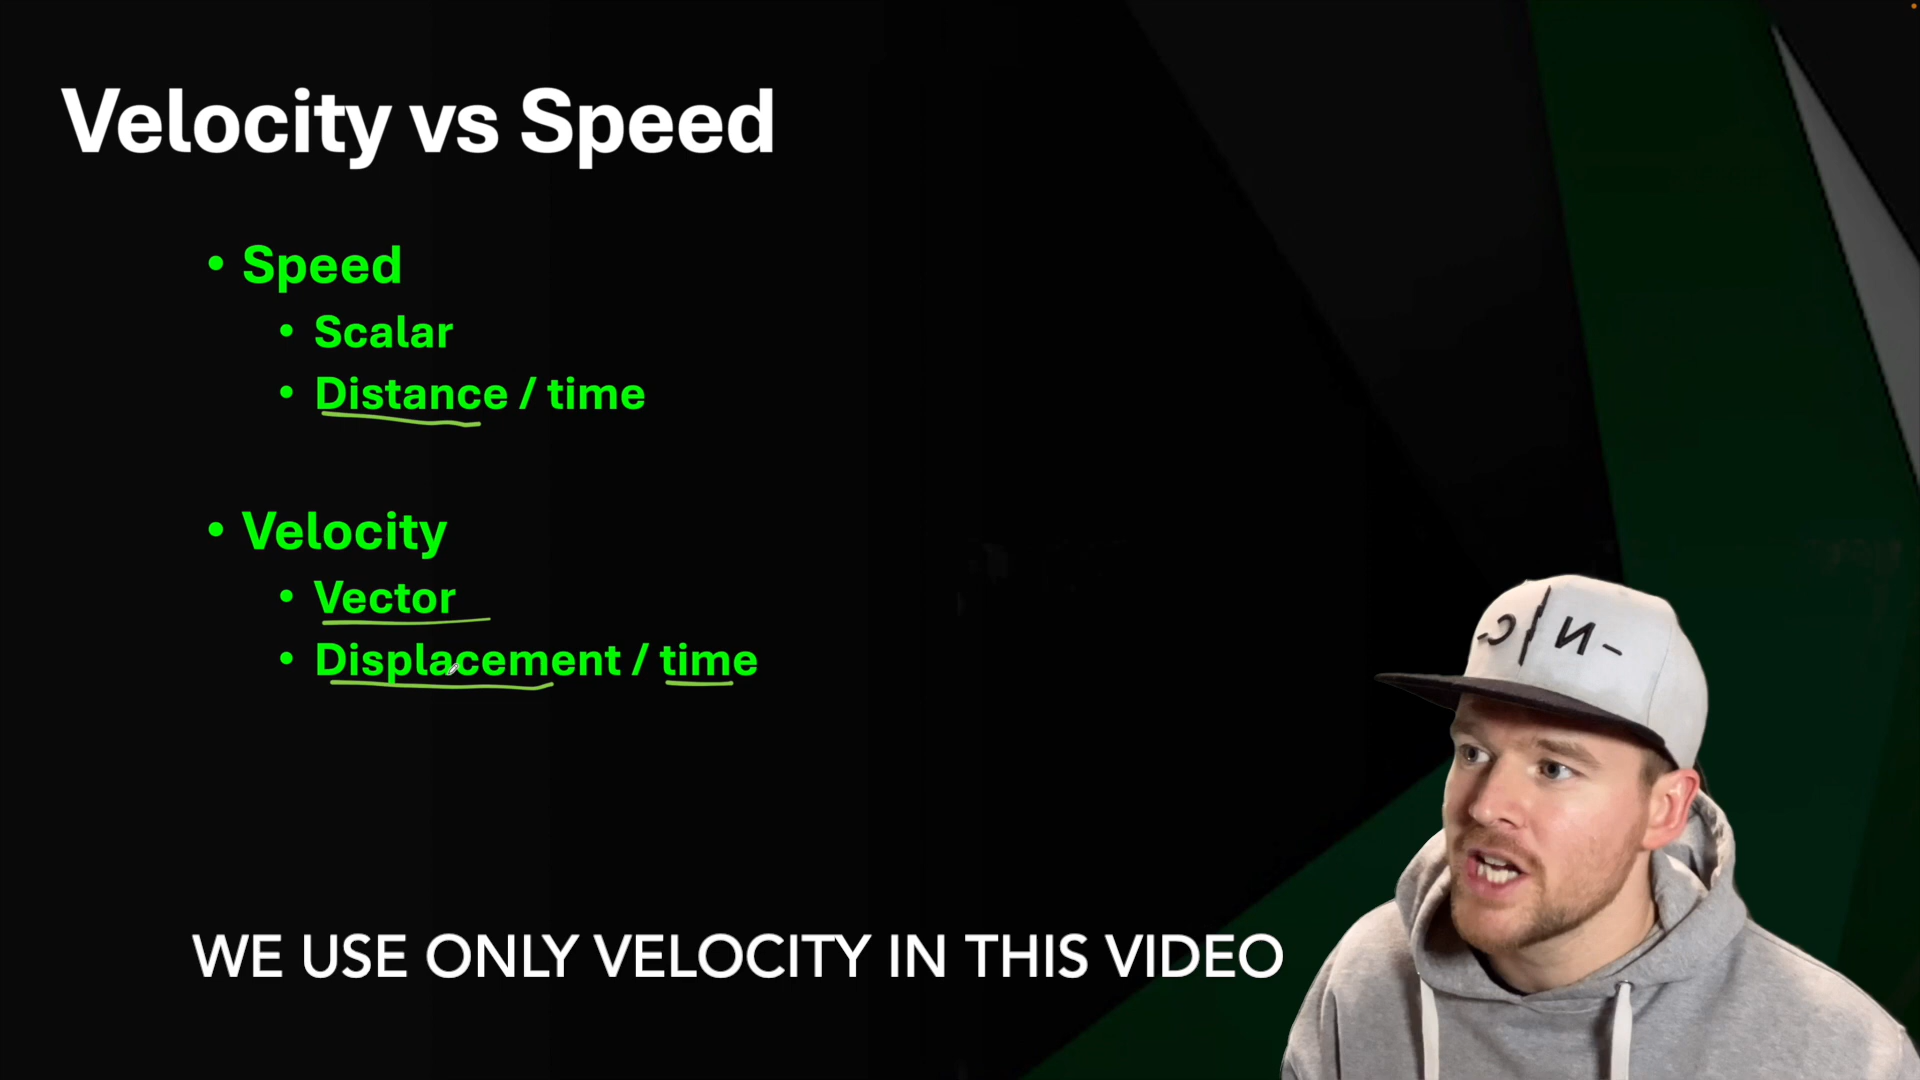 Velocity vs Speed
• Speed
• Scalar
• Distance / time
• Velocity
• Vector
• Displacement / time
WE USE ONLY VELOCITY IN THIS VIDEO